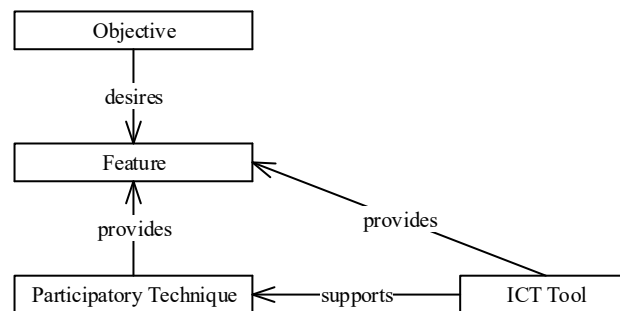 Objective
desires
Feature
provides
provides
Participatory Technique
supports
ICT Tool